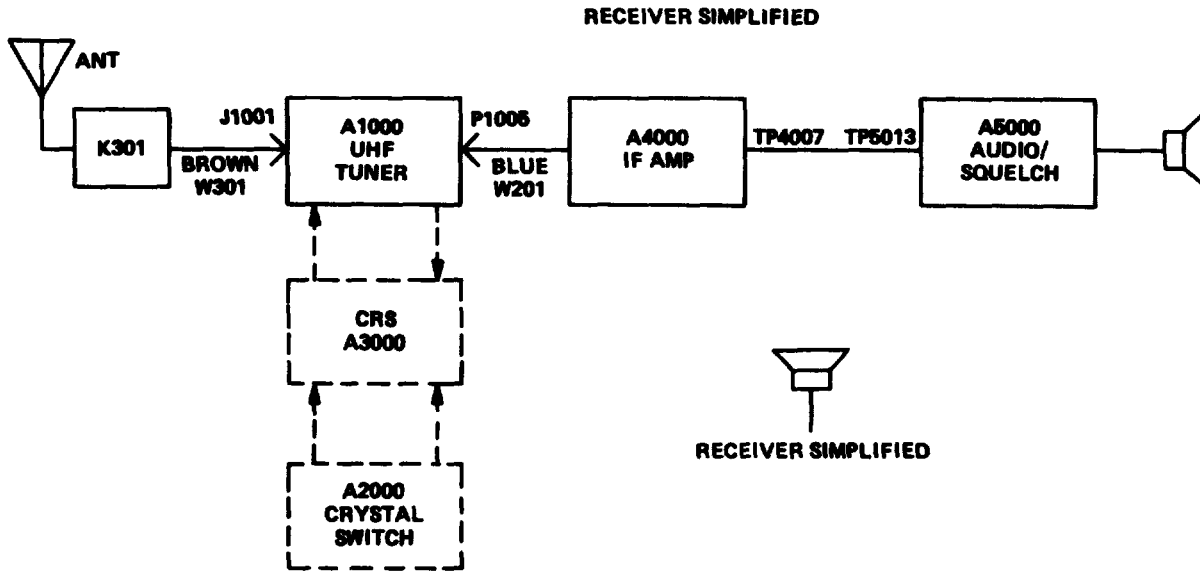 RECEIVER SIMPLIFIED
ANT
K301
BROWN
W301
J1001
A1000
UHF
TUNER
P1005
BLUE
W201
A4000
IF AMP
TP4007
TP5013
A5000
AUDIO/
SQUELCH
CRS
A3000
A2000
CRYSTAL
SWITCH
RECEIVER SIMPLIFIED